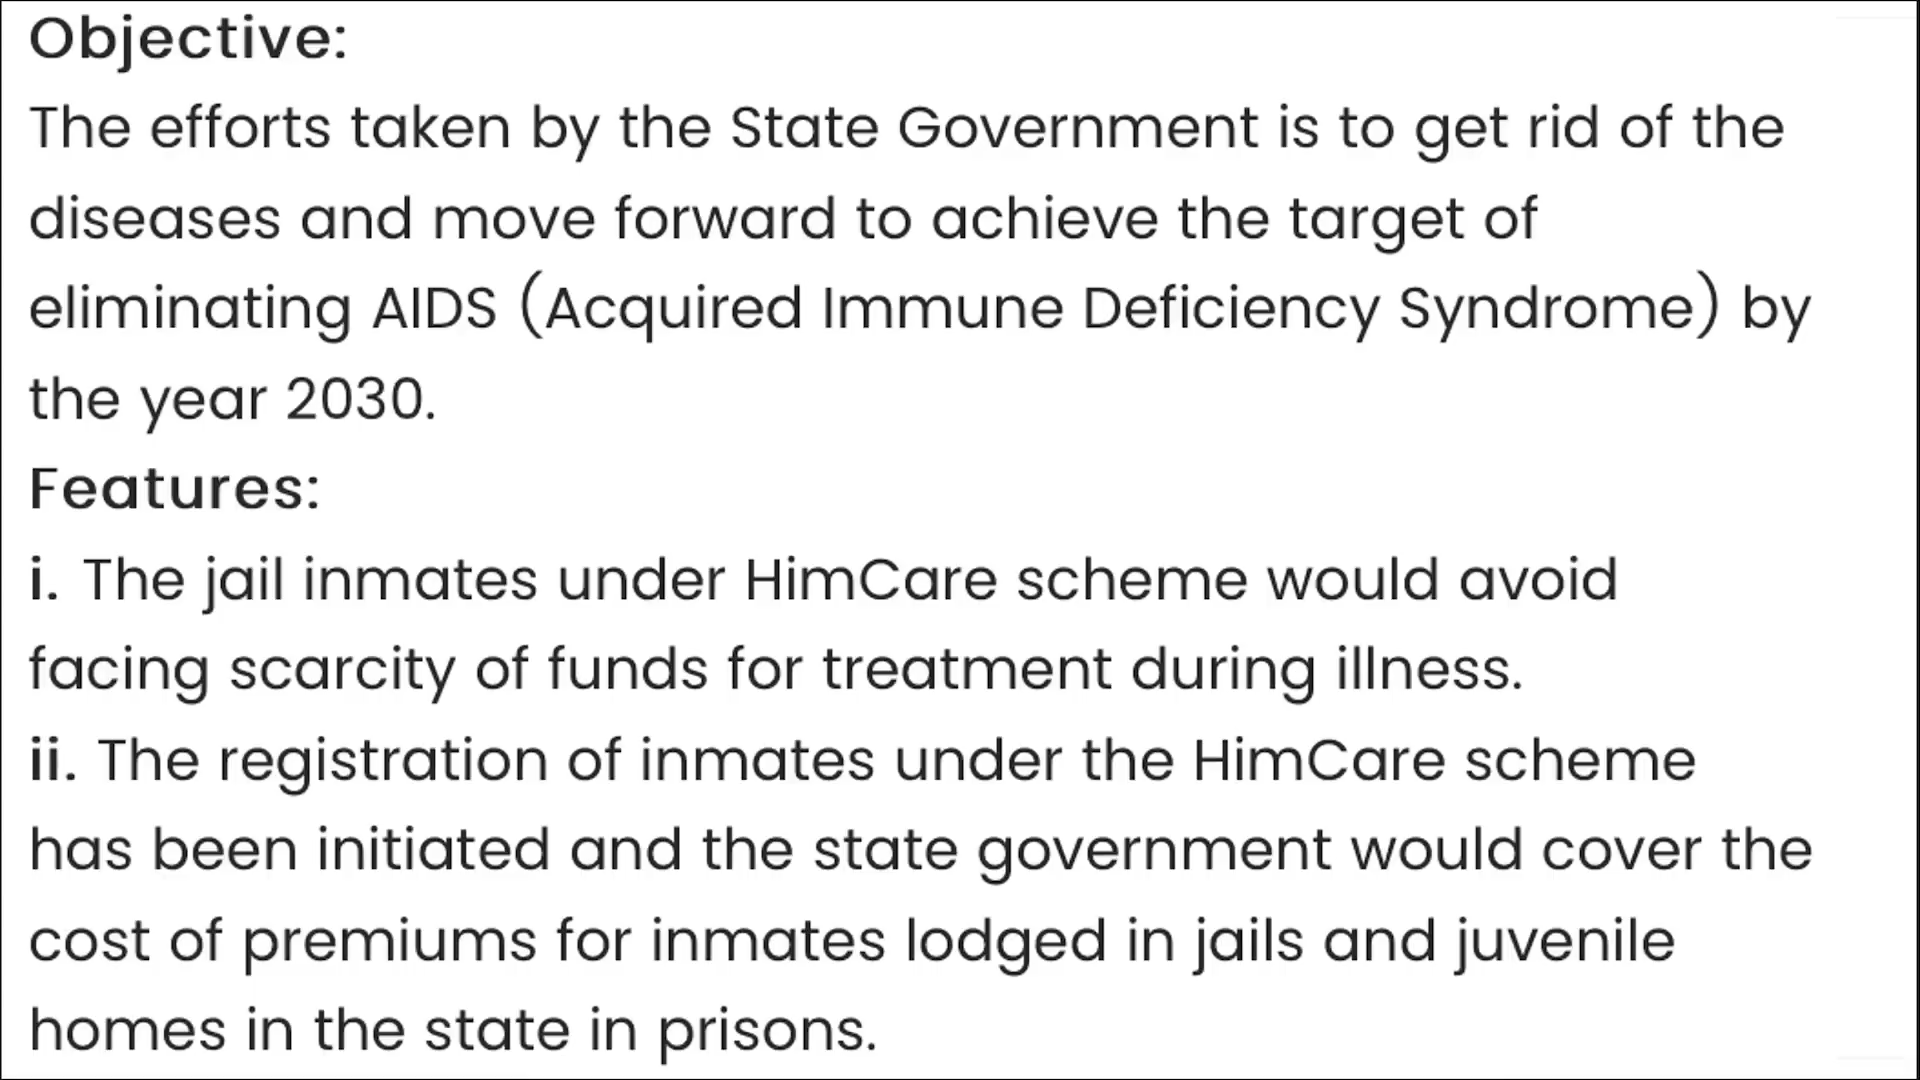 Objective:
The efforts taken by the State Government is to get rid of the
diseases and move forward to achieve the target of
eliminating AIDS (Acquired Immune Deficiency Syndrome) by
the year 2030.
Features:
i. The jail inmates under HimCare scheme would avoid
facing scarcity of funds for treatment during illness.
ii. The registration of inmates under the HimCare scheme
has been initiated and the state government would cover the
cost of premiums for inmates lodged in jails and juvenile
homes in the state in prisons.